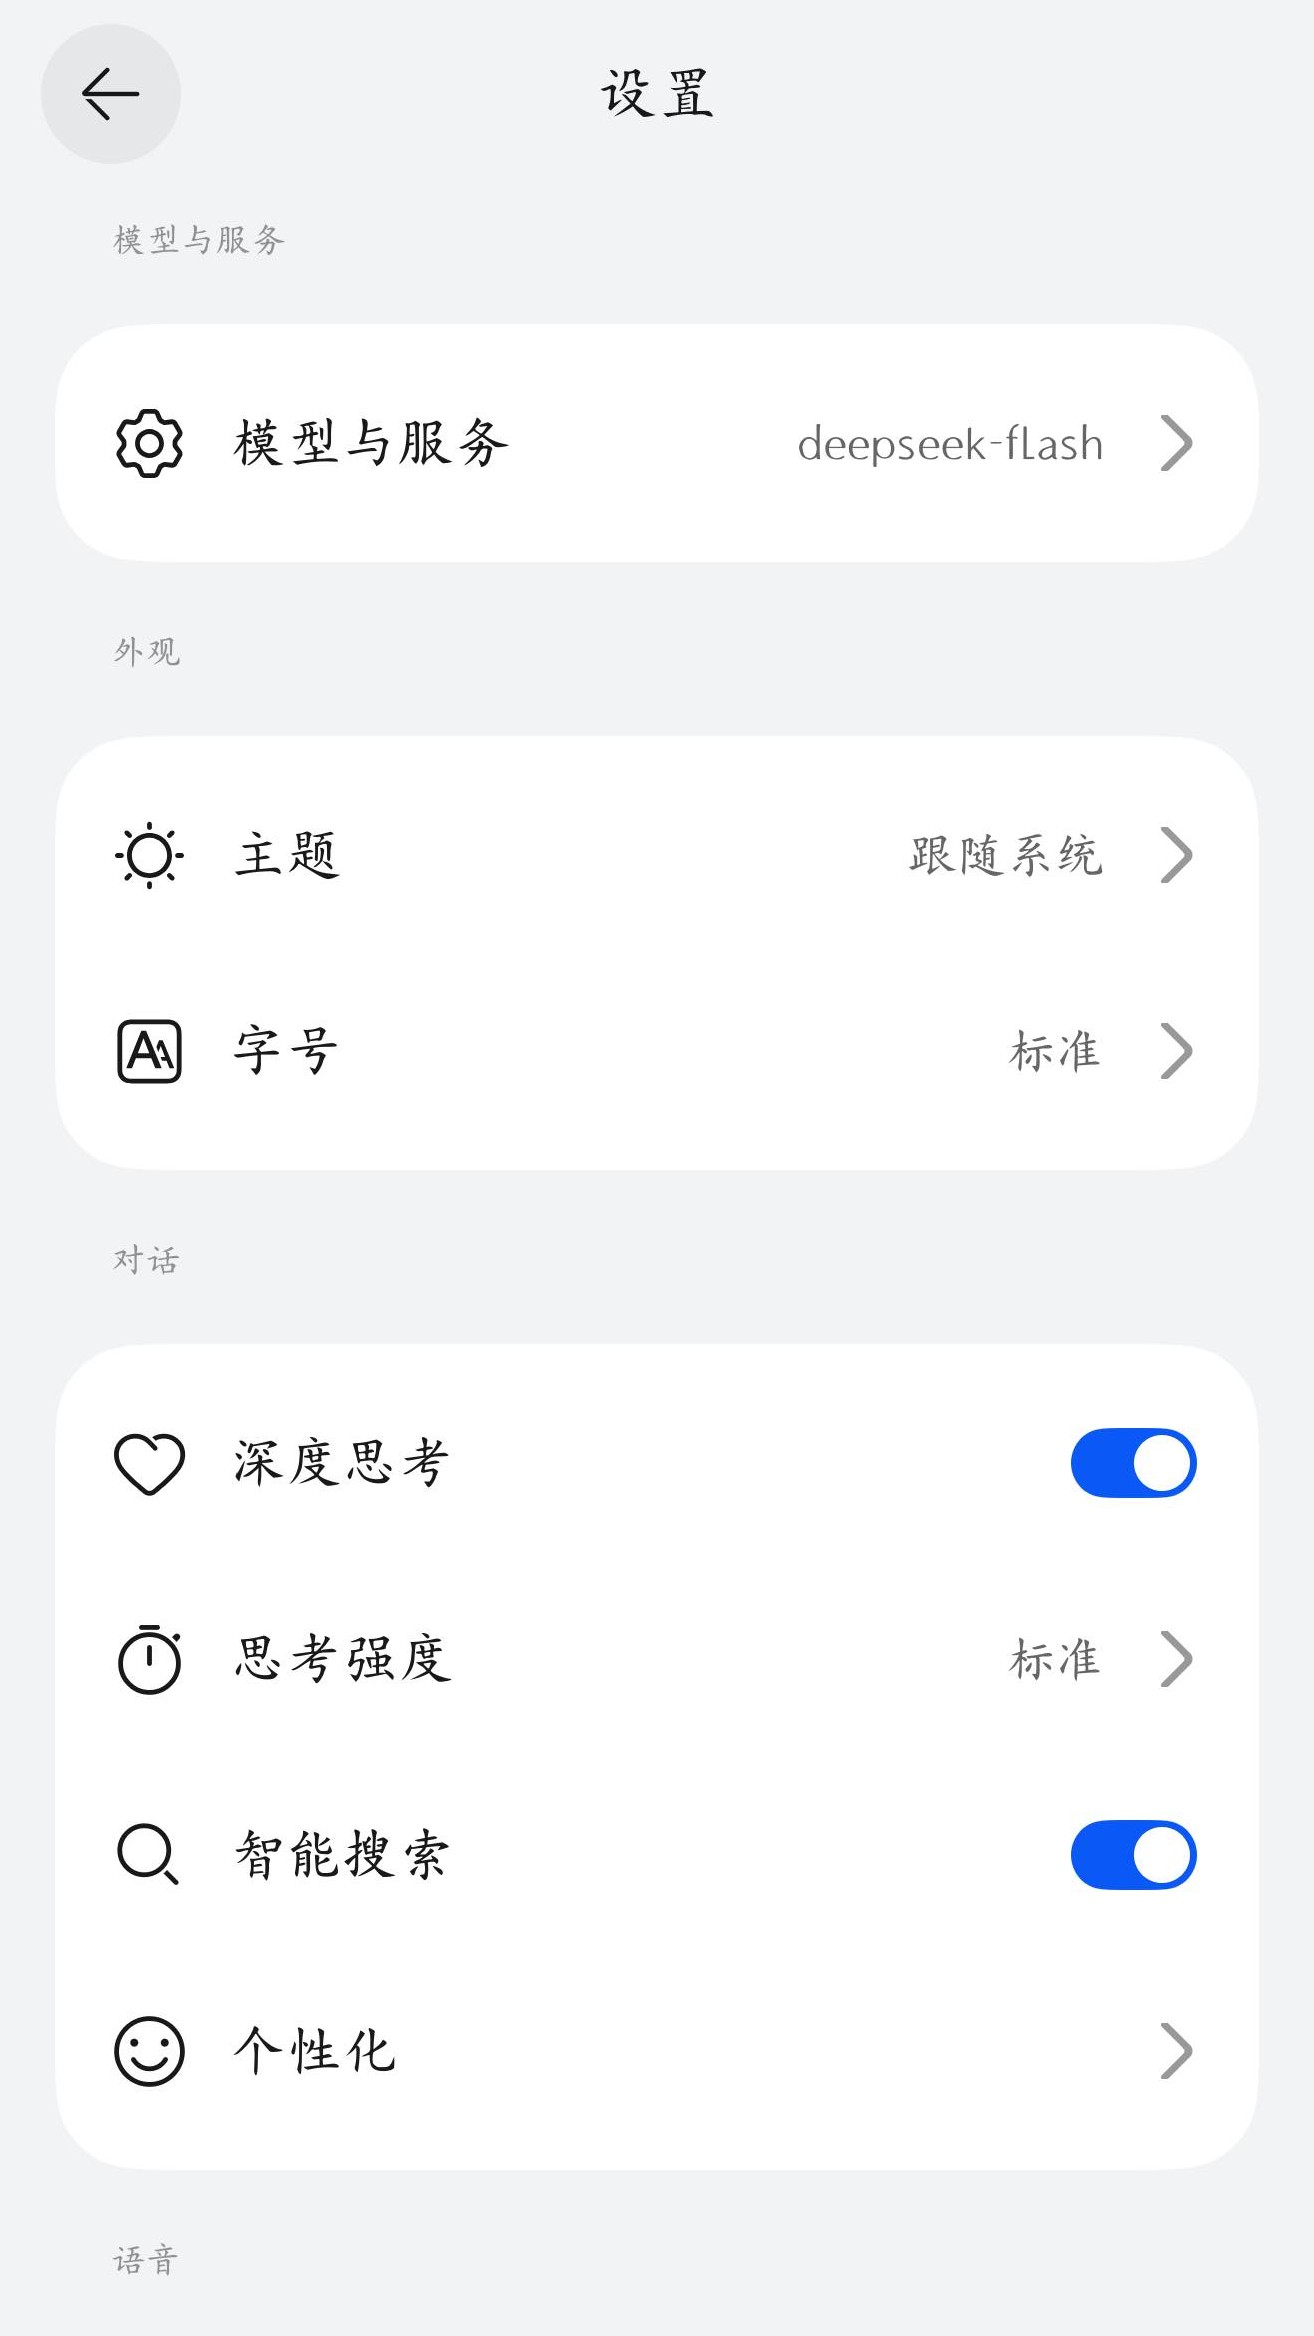 设置
模型与服务
模型与服务 deepseek-flash
外观
主题 跟随系统
字号 标准
对话
深度思考
思考强度 标准
智能搜索
个性化
语音